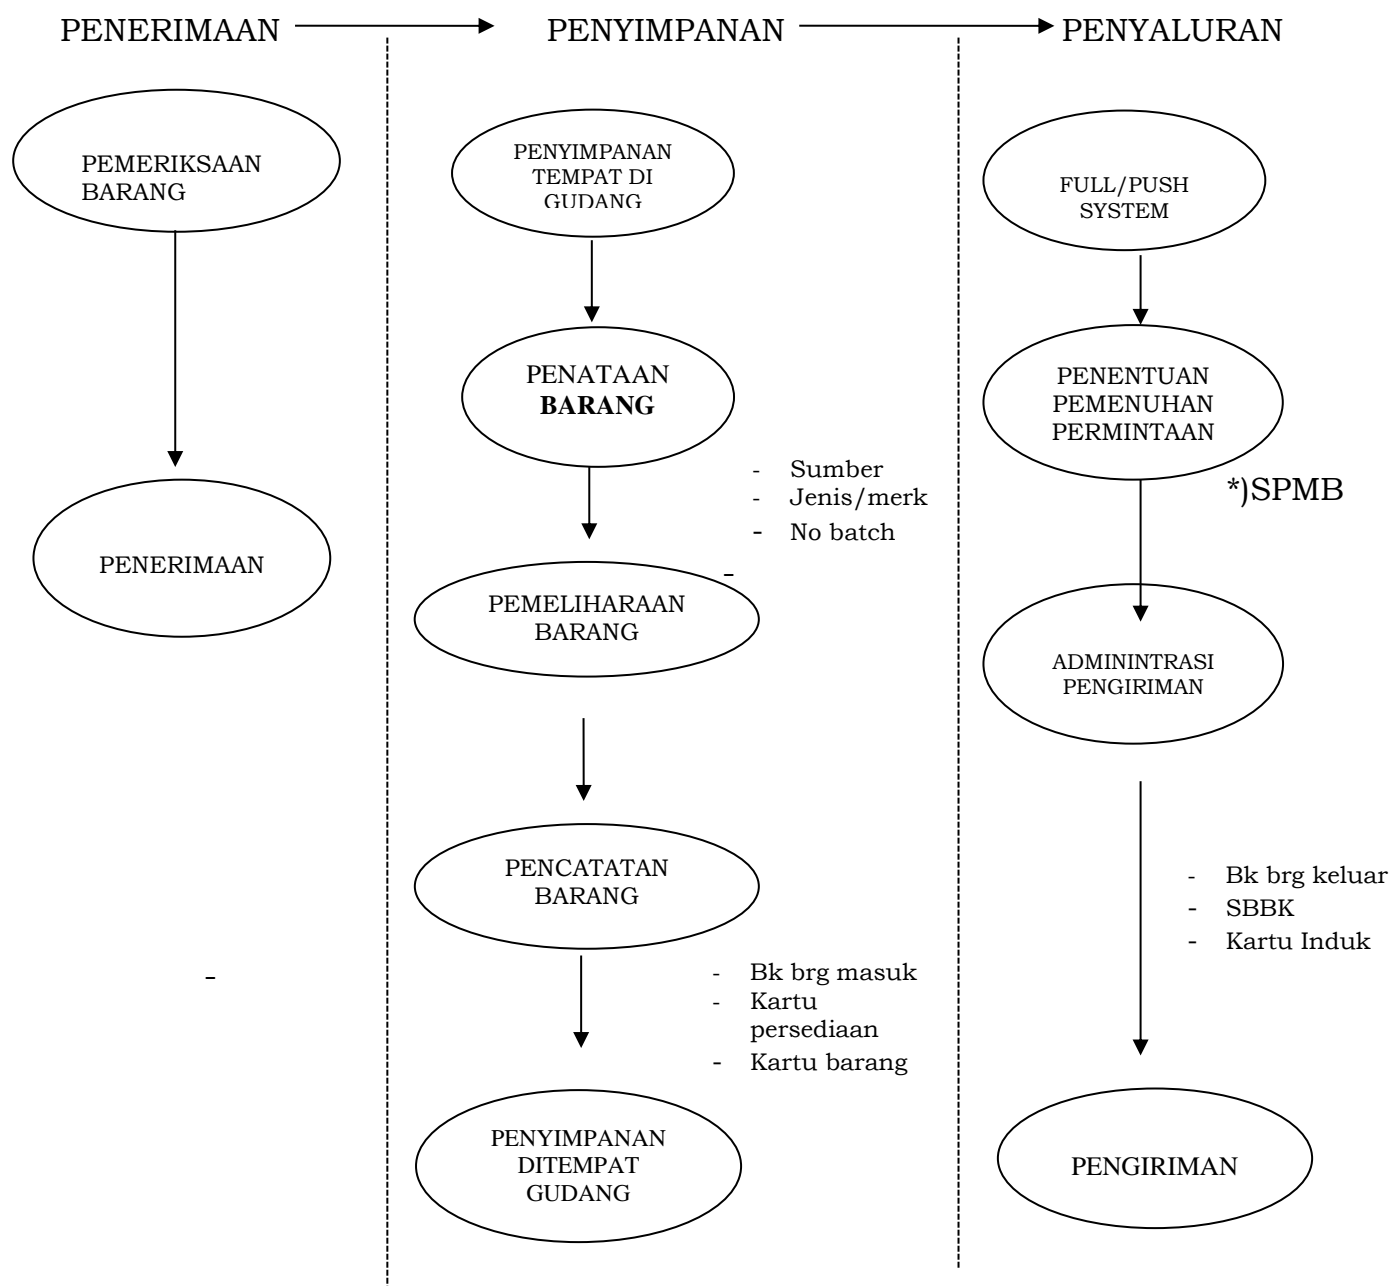 PENERIMAAN
PENYIMPANAN
PENYALURAN
PEMERIKSAAN
BARANG
PENERIMAAN
PENYIMPANAN
TEMPAT DI
GUDANG
PENATAAN
BARANG
- Sumber
- Jenis/merk
- No batch
-
PEMELIHARAAN
BARANG
PENCATATAN
BARANG
- Bk brg masuk
- Kartu
persediaan
- Kartu barang
-
PENYIMPANAN
DITEMPAT
GUDANG
FULL/PUSH
SYSTEM
PENENTUAN
PEMENUHAN
PERMINTAAN
*)SPMB
ADMININTRASI
PENGIRIMAN
- Bk brg keluar
- SBBK
- Kartu Induk
PENGIRIMAN